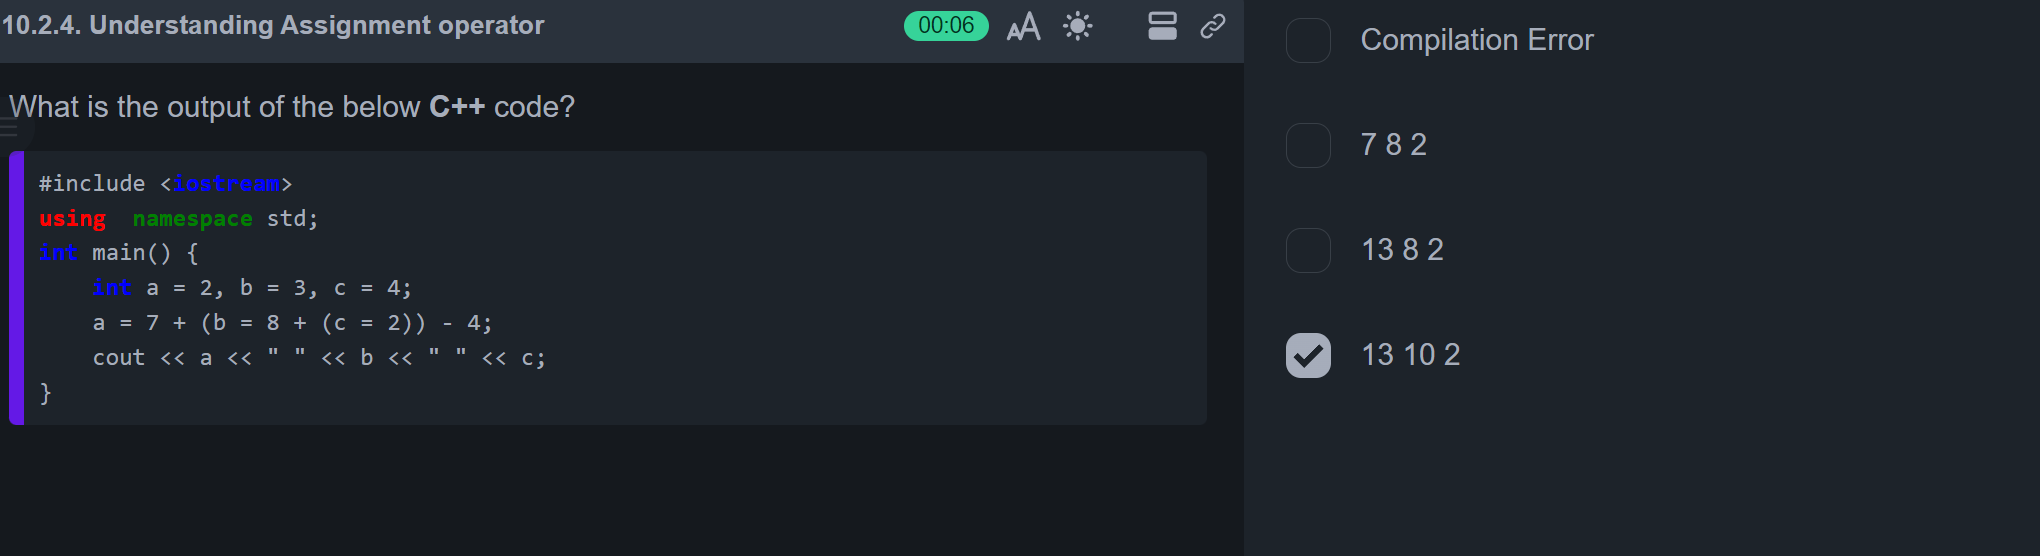 10.2.4. Understanding Assignment operator
00:06
What is the output of the below C++ code?
#include <iostream>
using  namespace std;
int main() {
    int a = 2, b = 3, c = 4;
    a = 7 + (b = 8 + (c = 2)) - 4;
    cout << a << " " << b << " " << c;
}
Compilation Error
7 8 2
13 8 2
13 10 2